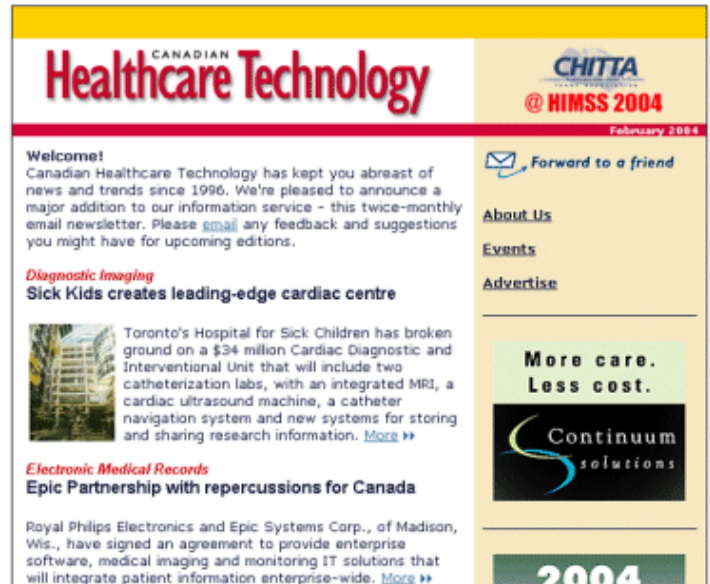 CANADIAN
Healthcare Technology
CHITTA
@ HIMSS 2004
February 2004
Welcome!
Canadian Healthcare Technology has kept you abreast of
news and trends since 1996. We're pleased to announce a
major addition to our information service - this twice-monthly
email newsletter. Please email any feedback and suggestions
you might have for upcoming editions.
Diagnostic Imaging
Sick Kids creates leading-edge cardiac centre
Toronto's Hospital for Sick Children has broken
ground on a $34 million Cardiac Diagnostic and
Interventional Unit that will include two
catheterization labs, with an integrated MRI, a
cardiac ultrasound machine, a catheter
navigation system and new systems for storing
and sharing research information. More
Electronic Medical Records
Epic Partnership with repercussions for Canada
Royal Philips Electronics and Epic Systems Corp., of Madison,
Wis., have signed an agreement to provide enterprise
software, medical imaging and monitoring IT solutions that
will integrate patient information enterprise-wide. More
Forward to a friend
About Us
Events
Advertise
More care.
Less cost.
Continuum
solutions
2004